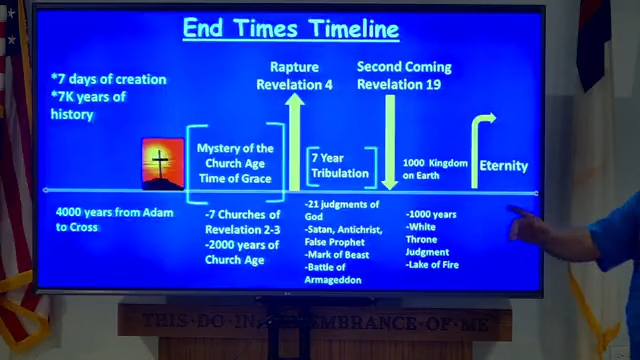 End Times Timeline
*7 days of creation
*7K years of
history
Rapture
Revelation 4
Second Coming
Revelation 19
Mystery of the
Church Age
Time of Grace
7 Year
Tribulation
1000 Kingdom
on Earth
Eternity
4000 years from Adam
to Cross
-7 Churches of
Revelation 2-3
-2000 years of
Church Age
-21 judgments of
God
-Satan, Antichrist,
False Prophet
-Mark of Beast
-Battle of
Armageddon
-1000 years
-White
Throne
Judgment
-Lake of Fire
THIS·DO·IN·REMEMBRANCE·OF·ME